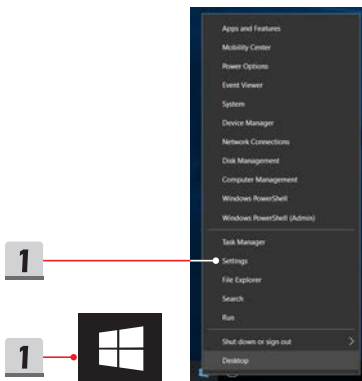 Apps and Features
Mobility Center
Power Options
Event Viewer
System
Device Manager
Network Connections
Disk Management
Computer Management
Windows PowerShell
Windows PowerShell (Admin)
Task Manager
1
Settings
File Explorer
Search
Run
Shut down or sign out
1
Desktop